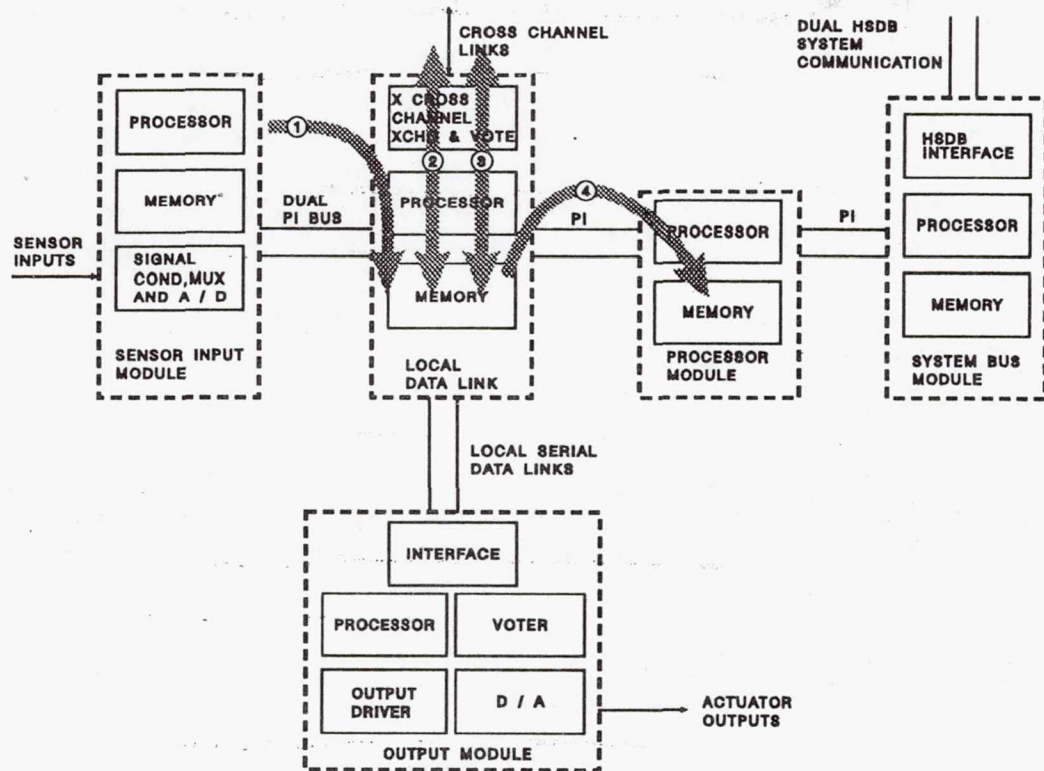 CROSS CHANNEL
LINKS
DUAL HSDB
SYSTEM
COMMUNICATION
PROCESSOR
MEMORY
SIGNAL
COND,MUX
AND A / D
SENSOR INPUT
MODULE
SENSOR
INPUTS
1
DUAL
PI BUS
X CROSS
CHANNEL
XCHG & VOTE
2
3
PROCESSOR
MEMORY
LOCAL
DATA LINK
4
PI
PROCESSOR
MEMORY
PROCESSOR
MODULE
PI
HSDB
INTERFACE
PROCESSOR
MEMORY
SYSTEM BUS
MODULE
LOCAL SERIAL
DATA LINKS
INTERFACE
PROCESSOR
VOTER
OUTPUT
DRIVER
D / A
OUTPUT MODULE
ACTUATOR
OUTPUTS